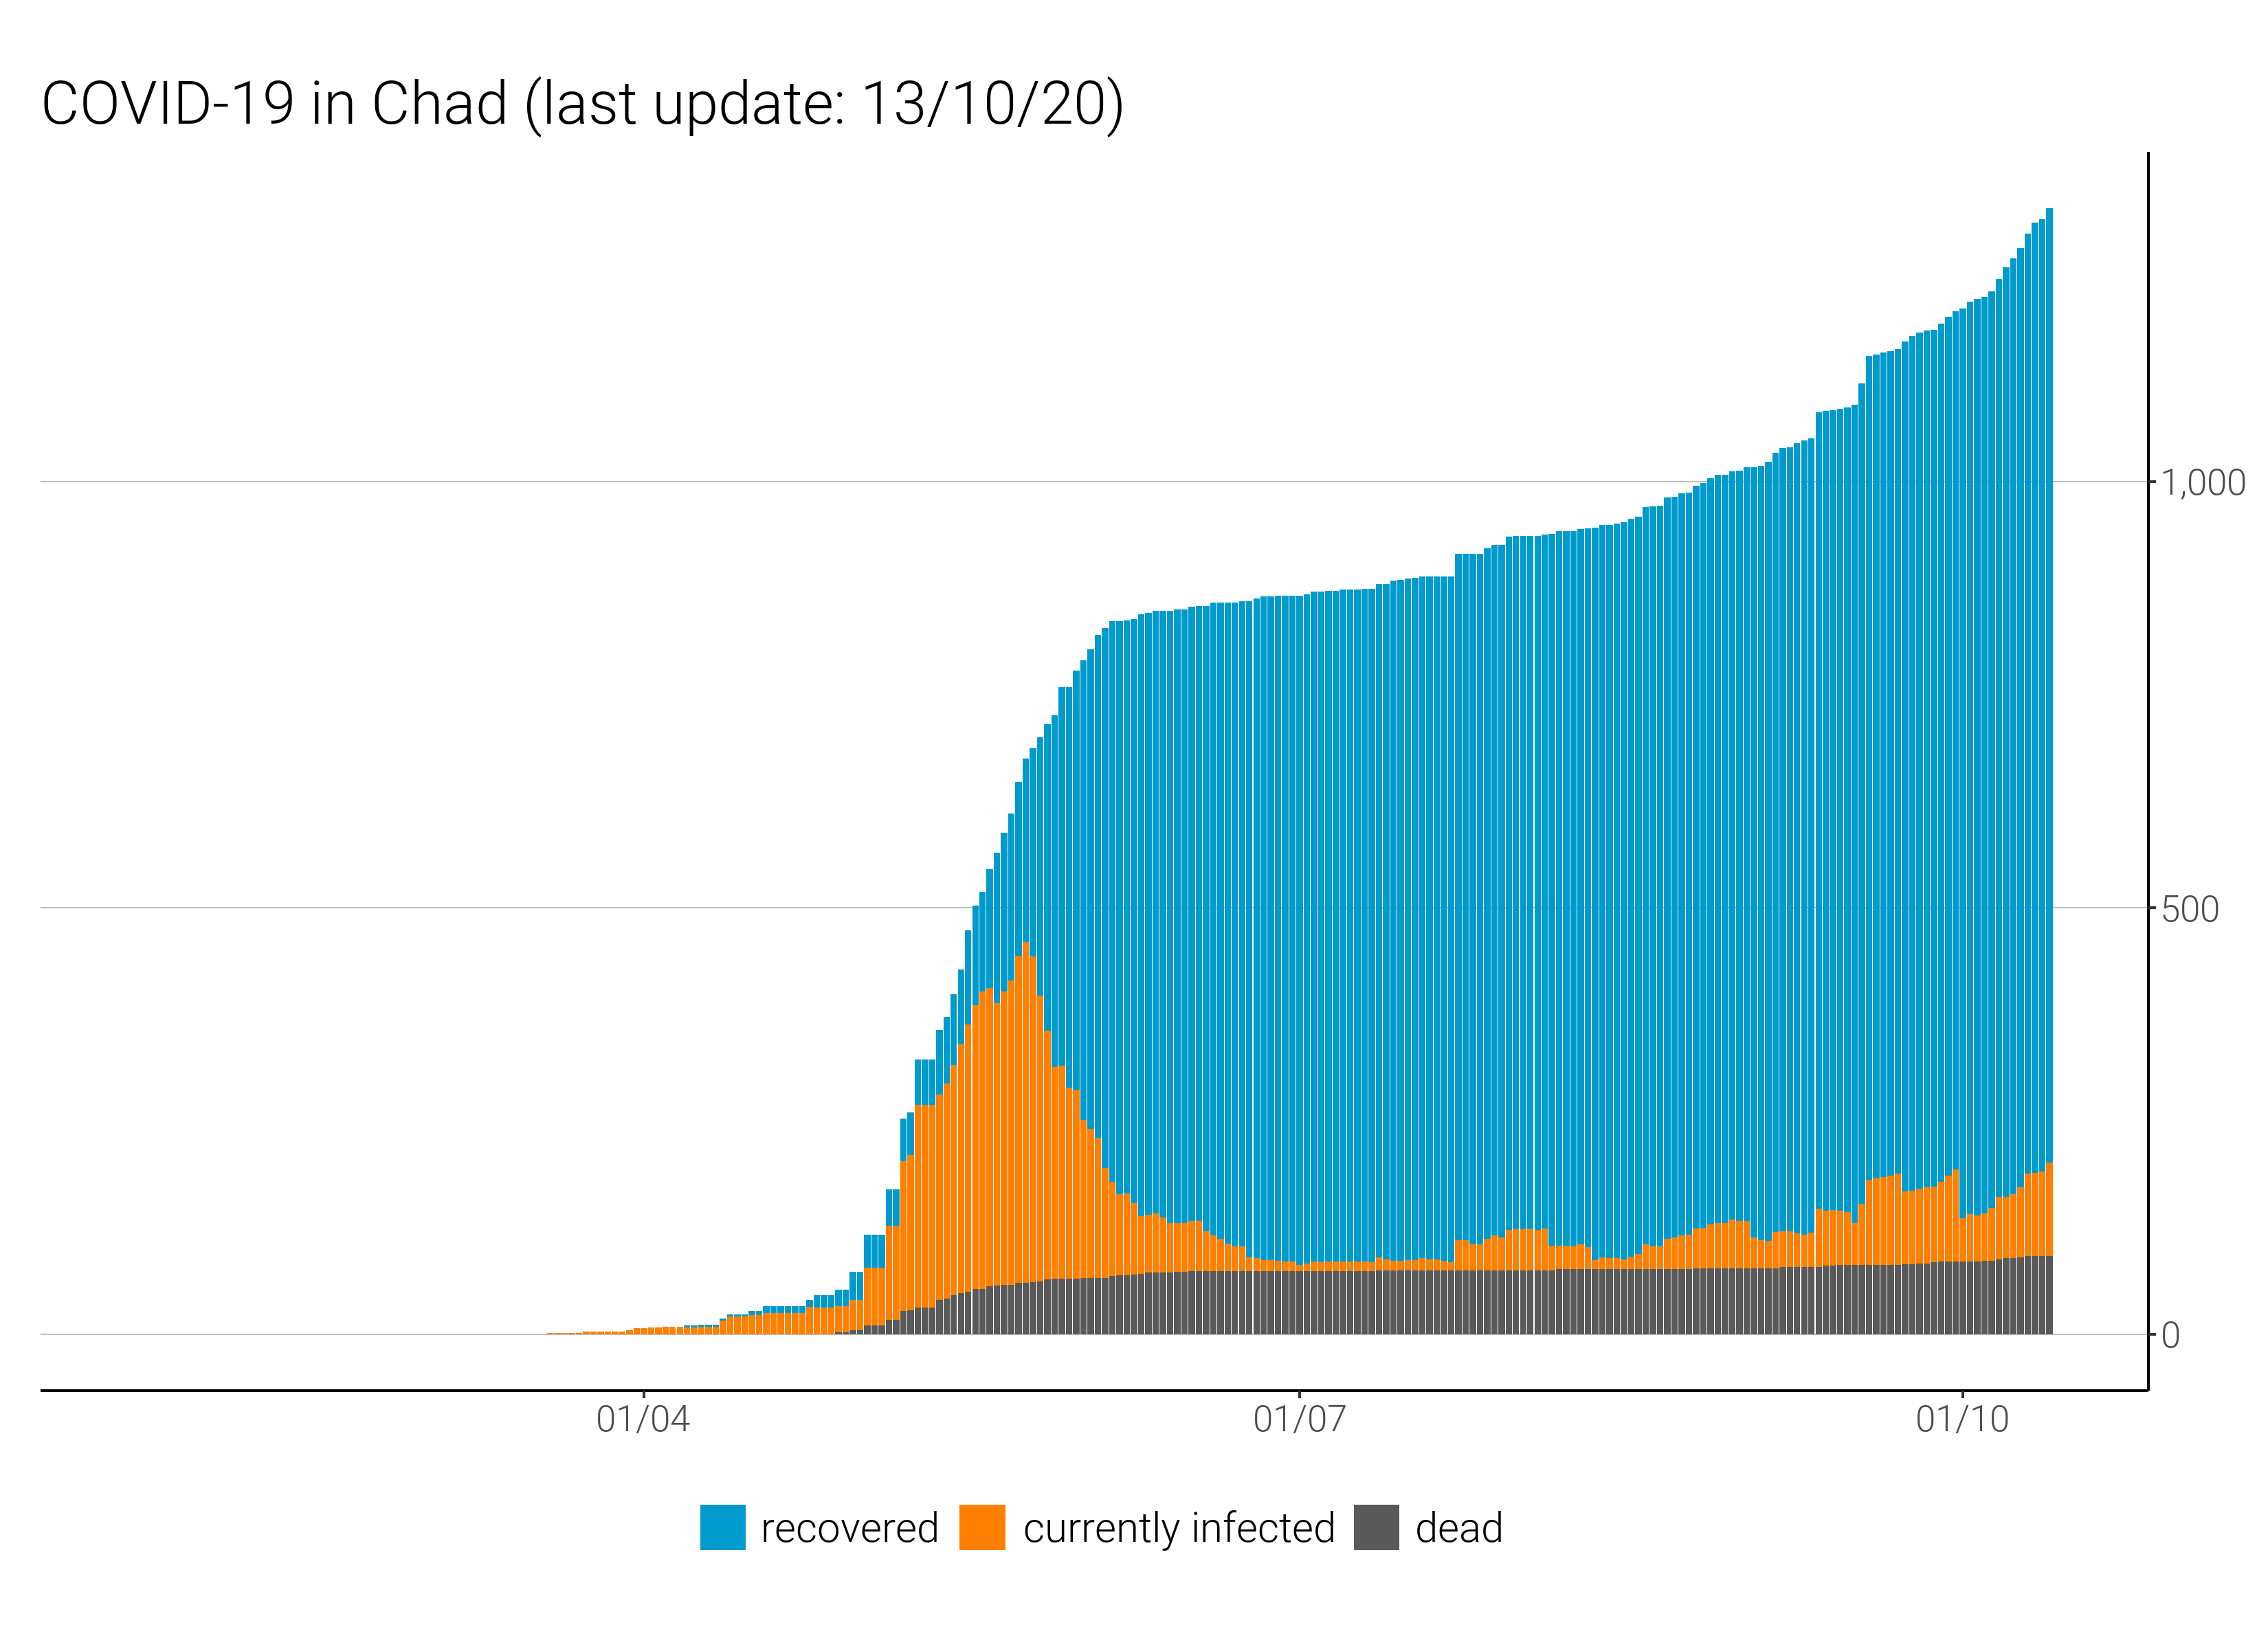 COVID-19 in Chad (last update: 13/10/20)
1,000
500
0
01/04 01/07 01/10
recovered currently infected dead